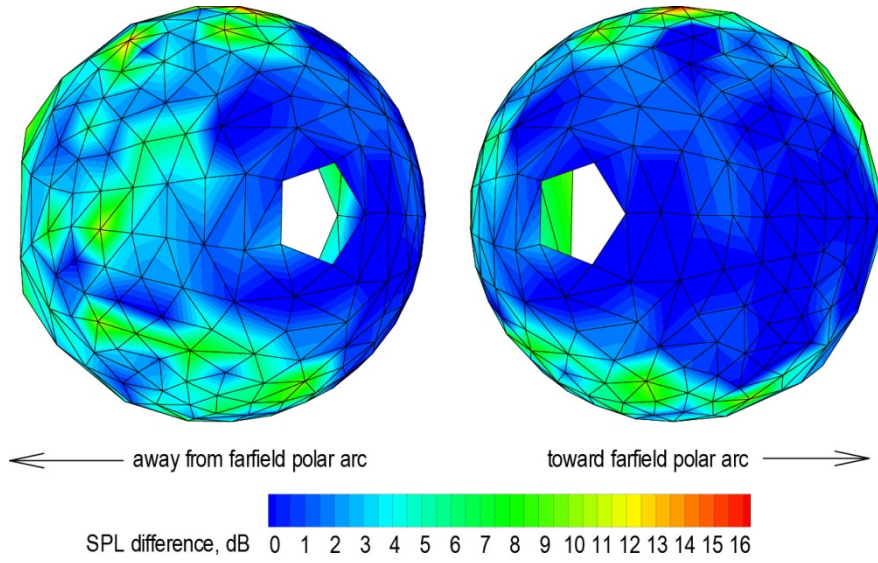 away from farfield polar arc
toward farfield polar arc
SPL difference, dB 0 1 2 3 4 5 6 7 8 9 10 11 12 13 14 15 16